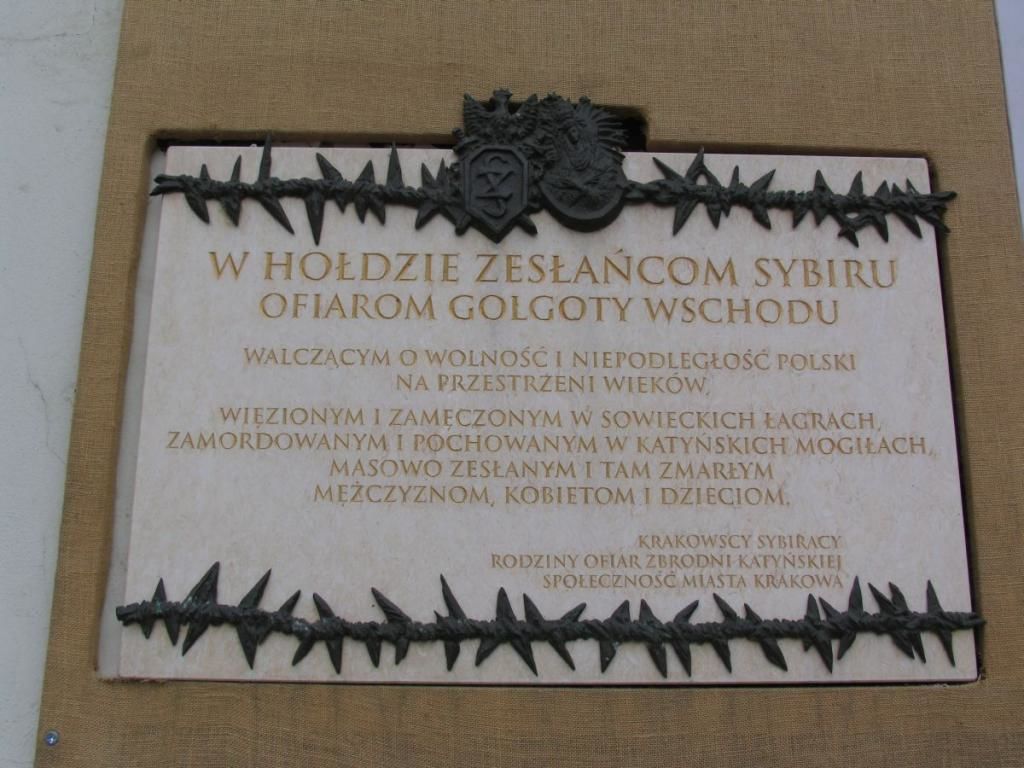 W HOŁDZIE ZESŁAŃCOM SYBIRU
OFIAROM GOLGOTY WSCHODU
WALCZĄCYM O WOLNOŚĆ I NIEPODLEGŁOŚĆ POLSKI
NA PRZESTRZENI WIEKÓW,
WIĘZIONYM I ZAMĘCZONYM W SOWIECKICH ŁAGRACH,
ZAMORDOWANYM I POCHOWANYM W KATYŃSKICH MOGIŁACH,
MASOWO ZESŁANYM I TAM ZMARŁYM
MĘŻCZYZNOM, KOBIETOM I DZIECIOM.
KRAKOWSCY SYBIRACY
RODZINY OFIAR ZBRODNI KATYŃSKIEJ
SPOŁECZNOŚĆ MIASTA KRAKOWA